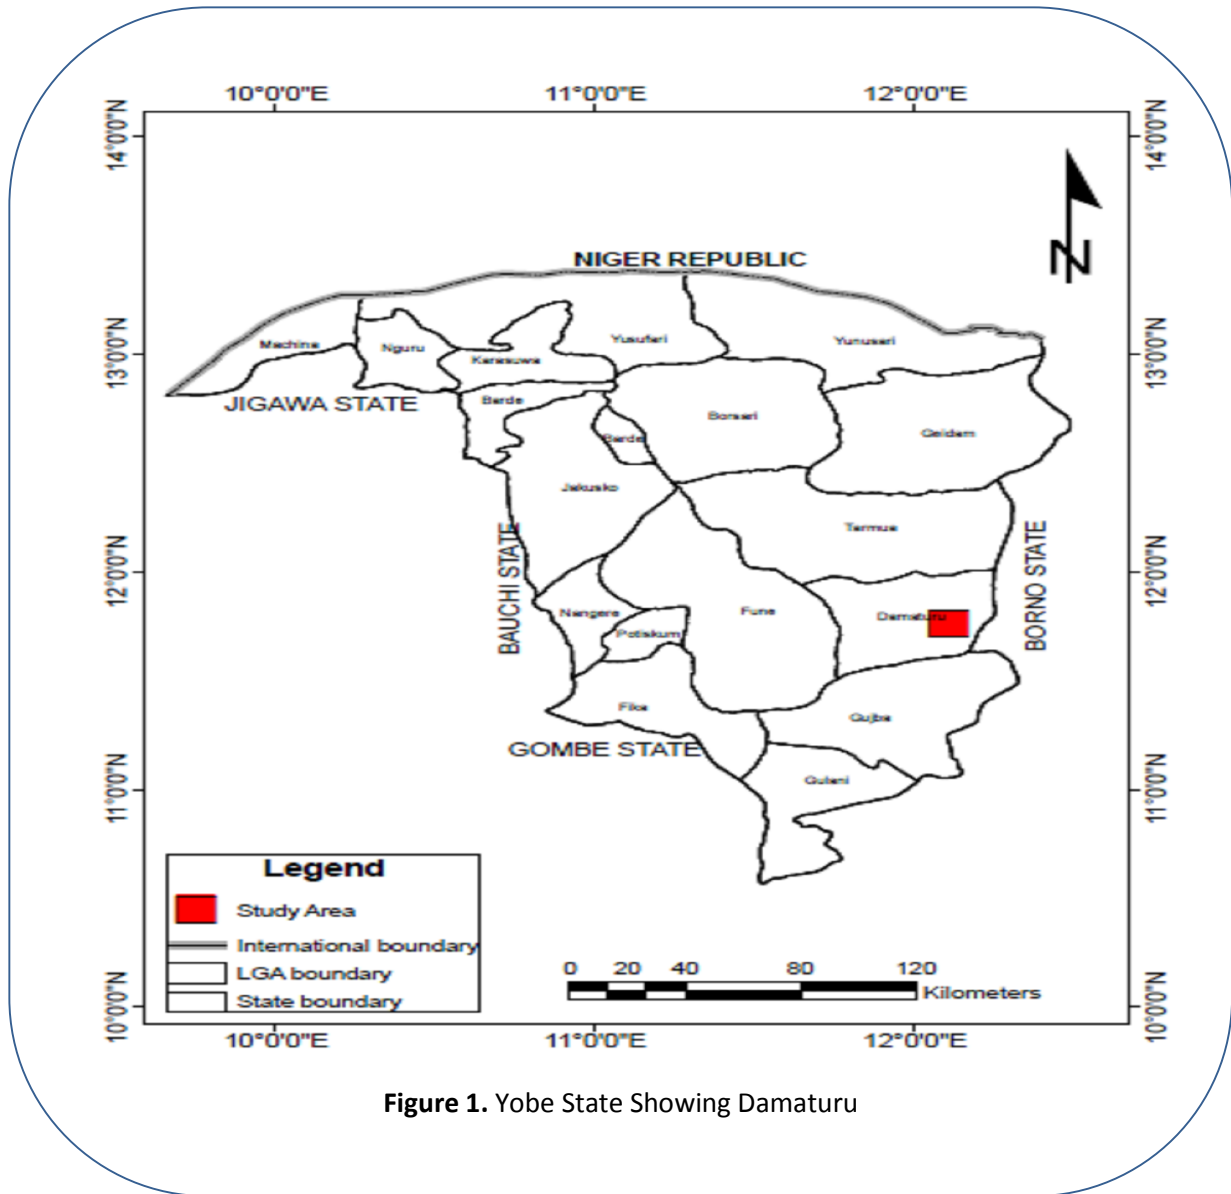 10°0'0"E 11°0'0"E 12°0'0"E
14°0'0"N 14°0'0"N
N
NIGER REPUBLIC
Machina Nguru Karasuwa Yusufari Yunusari
13°0'0"N 13°0'0"N
JIGAWA STATE
Barde Borsari
Barde Geidam
Jakusko
Tarmua
BAUCHI STATE BORNO STATE
12°0'0"N 12°0'0"N
Nangere Fune Damaturu
Potiskum
Fika Gujba
GOMBE STATE
Gulani
11°0'0"N 11°0'0"N
Legend
Study Area
International boundary
LGA boundary
State boundary
0 20 40 80 120
Kilometers
10°0'0"N 10°0'0"N
10°0'0"E 11°0'0"E 12°0'0"E
Figure 1. Yobe State Showing Damaturu